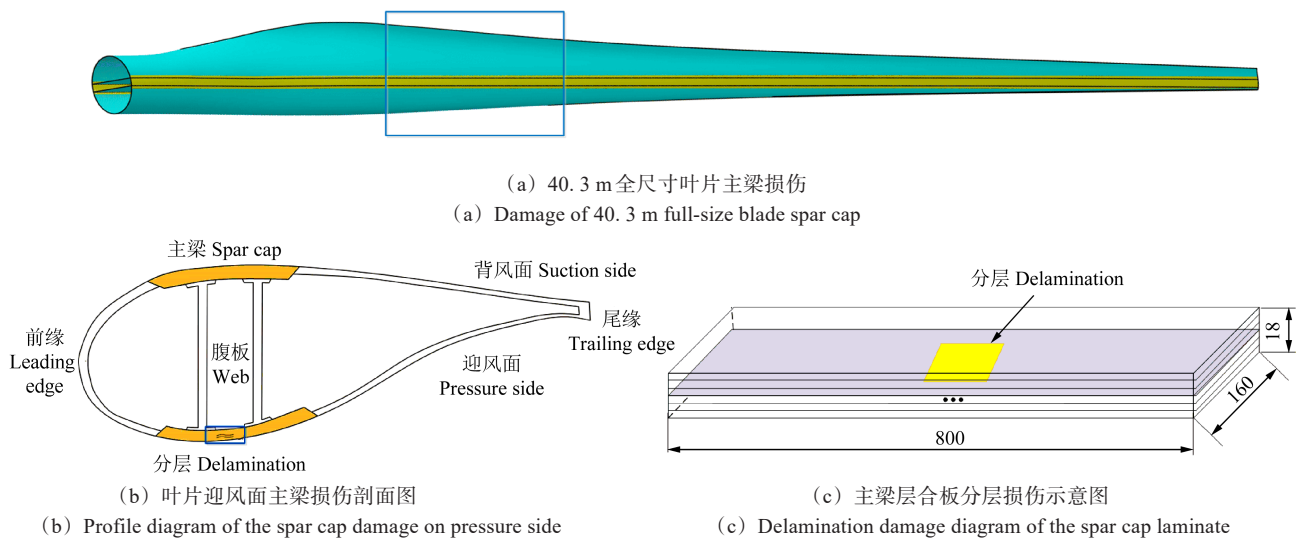 （a）40. 3 m全尺寸叶片主梁损伤
（a）Damage of 40. 3 m full-size blade spar cap
主梁 Spar cap
背风面 Suction side
前缘
Leading
edge
腹板
Web
尾缘
Trailing edge
迎风面
Pressure side
分层 Delamination
（b）叶片迎风面主梁损伤剖面图
（b）Profile diagram of the spar cap damage on pressure side
分层 Delamination
18
160
•••
800
（c）主梁层合板分层损伤示意图
（c）Delamination damage diagram of the spar cap laminate